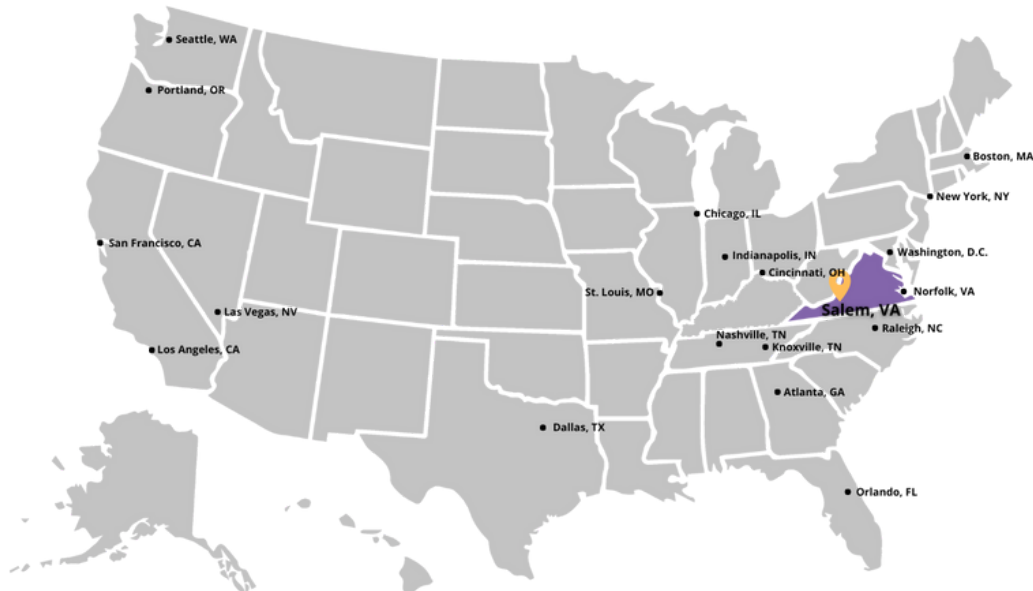 Seattle, WA
Portland, OR
Boston, MA
New York, NY
Chicago, IL
San Francisco, CA
Washington, D.C.
Indianapolis, IN
Cincinnati, OH
St. Louis, MO
Norfolk, VA
Salem, VA
Las Vegas, NV
Raleigh, NC
Nashville, TN
Knoxville, TN
Los Angeles, CA
Atlanta, GA
Dallas, TX
Orlando, FL